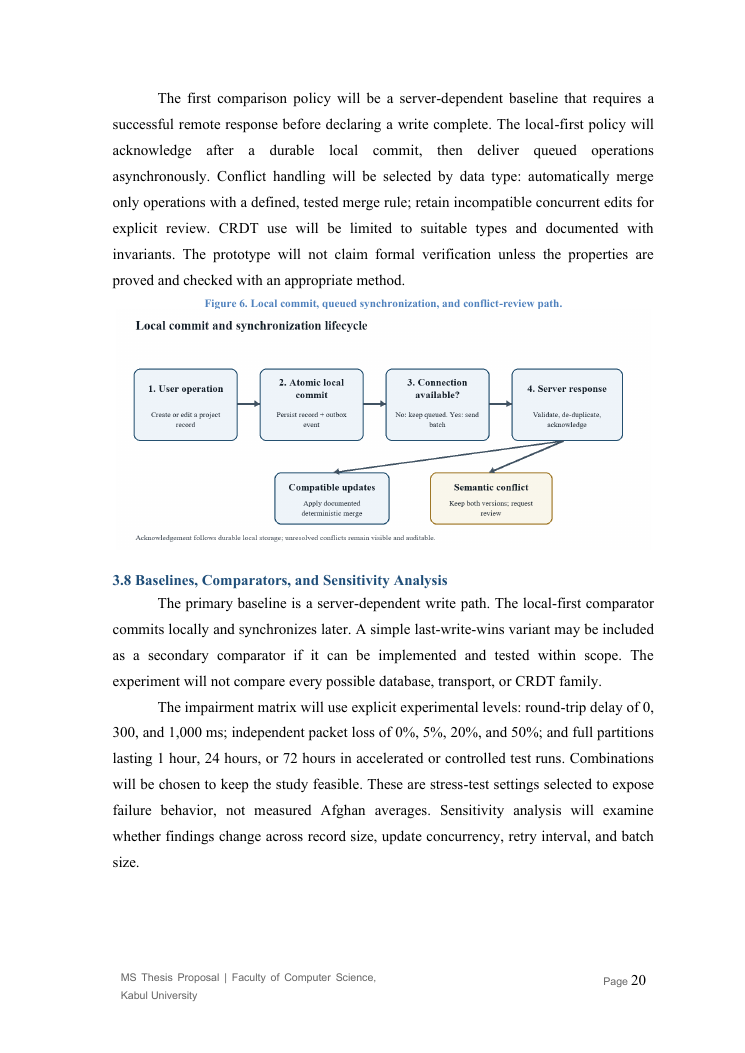 The first comparison policy will be a server-dependent baseline that requires a
successful remote response before declaring a write complete. The local-first policy will
acknowledge after a durable local commit, then deliver queued operations
asynchronously. Conflict handling will be selected by data type: automatically merge
only operations with a defined, tested merge rule; retain incompatible concurrent edits for
explicit review. CRDT use will be limited to suitable types and documented with
invariants. The prototype will not claim formal verification unless the properties are
proved and checked with an appropriate method.
Figure 6. Local commit, queued synchronization, and conflict-review path.
Local commit and synchronization lifecycle
1. User operation
Create or edit a project
record
2. Atomic local
commit
Persist record + outbox
event
3. Connection
available?
No: keep queued. Yes: send
batch
4. Server response
Validate, de-duplicate,
acknowledge
Compatible updates
Apply documented
deterministic merge
Semantic conflict
Keep both versions; request
review
Acknowledgement follows durable local storage; unresolved conflicts remain visible and auditable.
3.8 Baselines, Comparators, and Sensitivity Analysis
The primary baseline is a server-dependent write path. The local-first comparator
commits locally and synchronizes later. A simple last-write-wins variant may be included
as a secondary comparator if it can be implemented and tested within scope. The
experiment will not compare every possible database, transport, or CRDT family.
The impairment matrix will use explicit experimental levels: round-trip delay of 0,
300, and 1,000 ms; independent packet loss of 0%, 5%, 20%, and 50%; and full partitions
lasting 1 hour, 24 hours, or 72 hours in accelerated or controlled test runs. Combinations
will be chosen to keep the study feasible. These are stress-test settings selected to expose
failure behavior, not measured Afghan averages. Sensitivity analysis will examine
whether findings change across record size, update concurrency, retry interval, and batch
size.
MS Thesis Proposal | Faculty of Computer Science,
Kabul University
Page 20